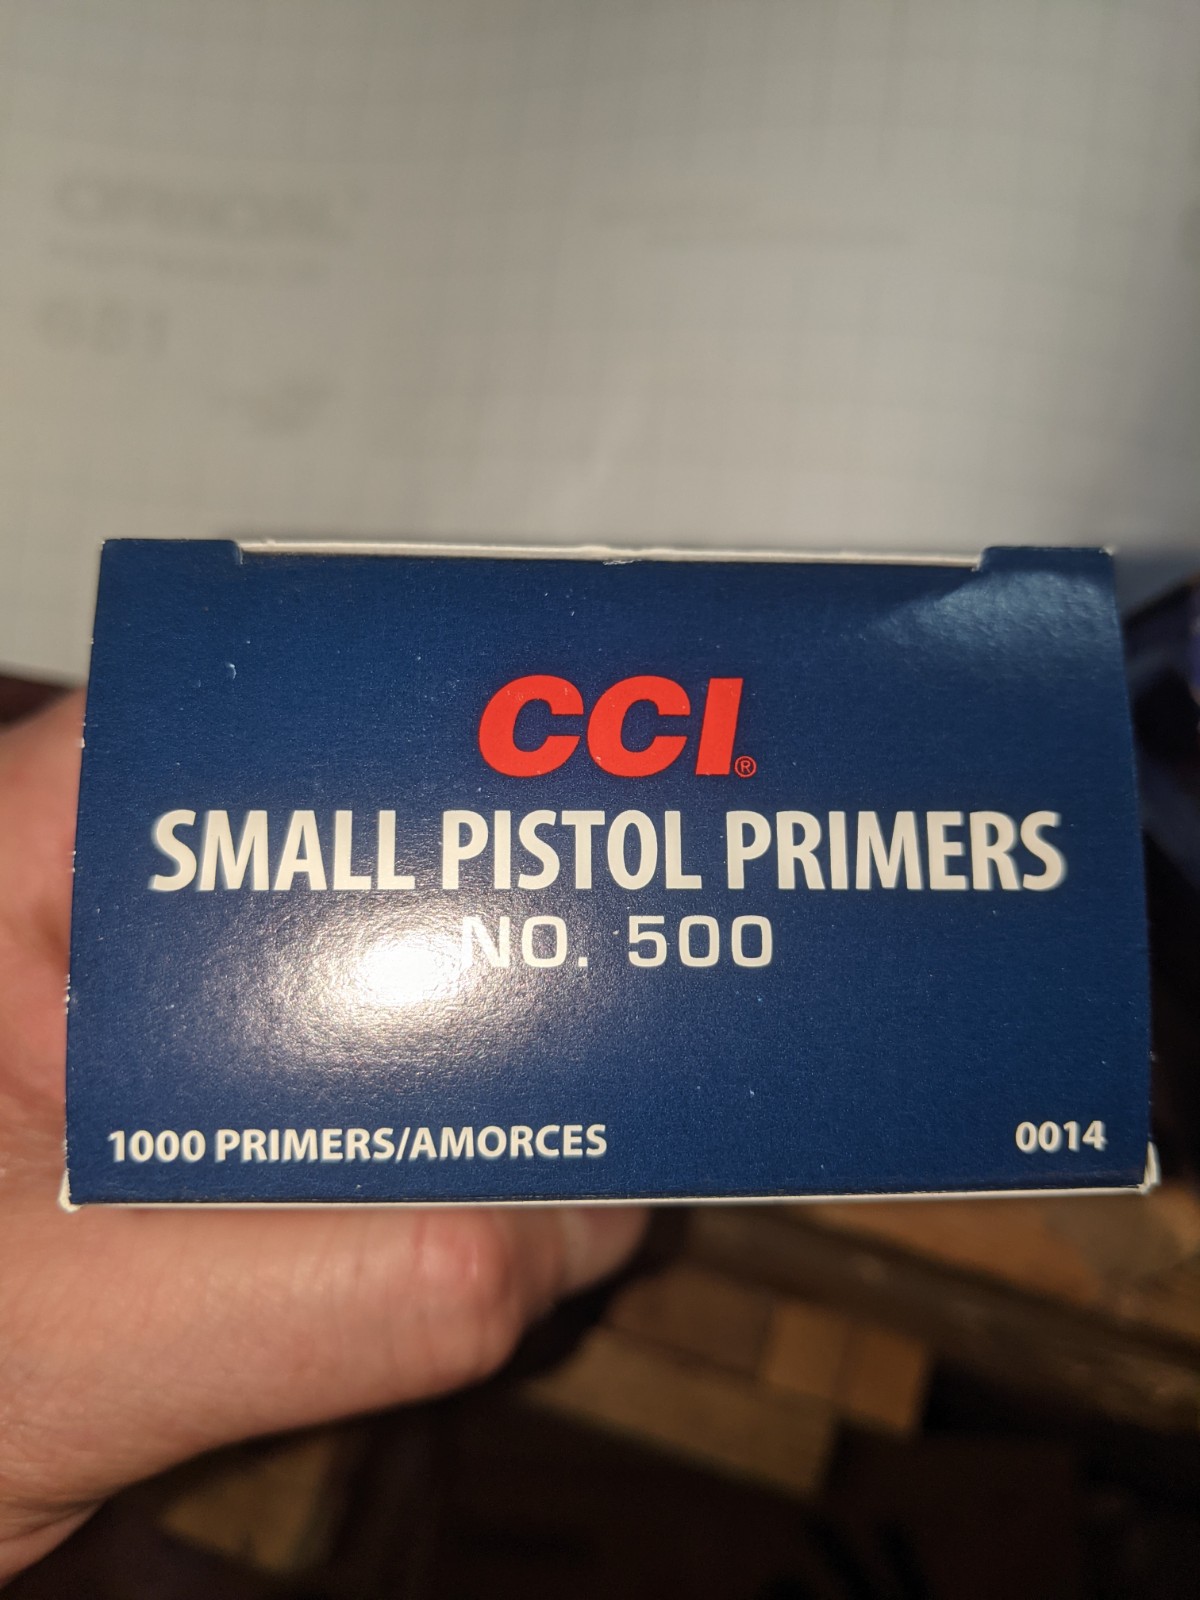 CCI®
SMALL PISTOL PRIMERS
NO. 500
1000 PRIMERS/AMORCES
0014